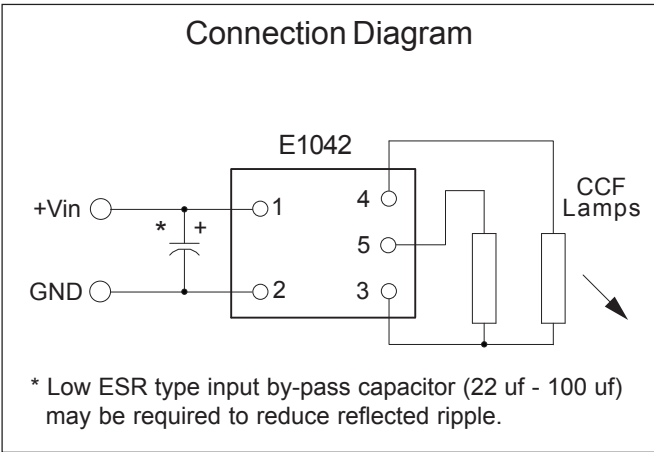 Connection Diagram
E1042
+Vin
* +
GND
1
2
4
5
3
CCF
Lamps
* Low ESR type input by-pass capacitor (22 uf - 100 uf)
may be required to reduce reflected ripple.